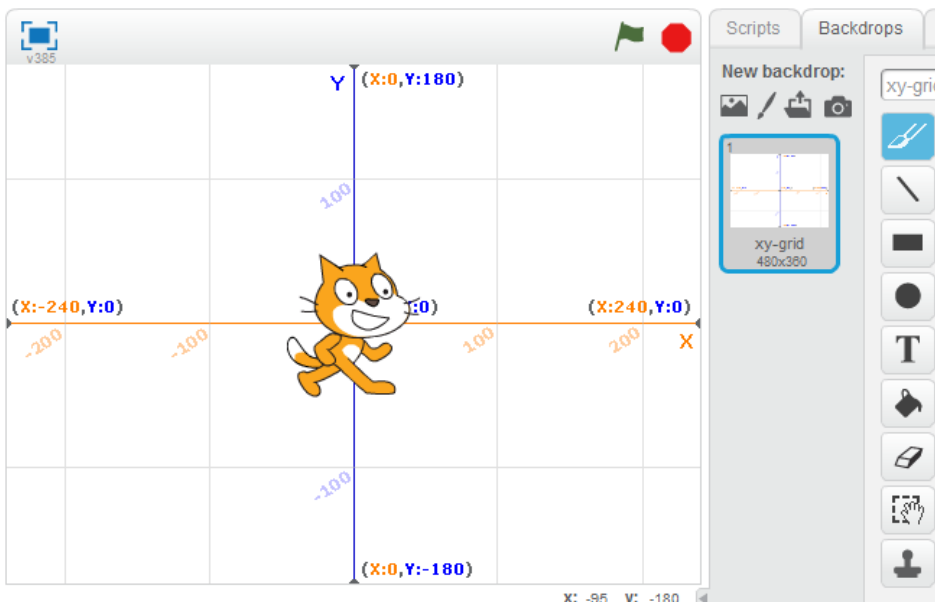 v385
Scripts
Backdrops
New backdrop:
xy-gri
1
xy-grid
480x360
Y
(X:0,Y:180)
100
(X:-240,Y:0)
:0)
(X:240,Y:0)
-200
-100
100
200
X
-100
(X:0,Y:-180)
T
X: -95 Y: -180